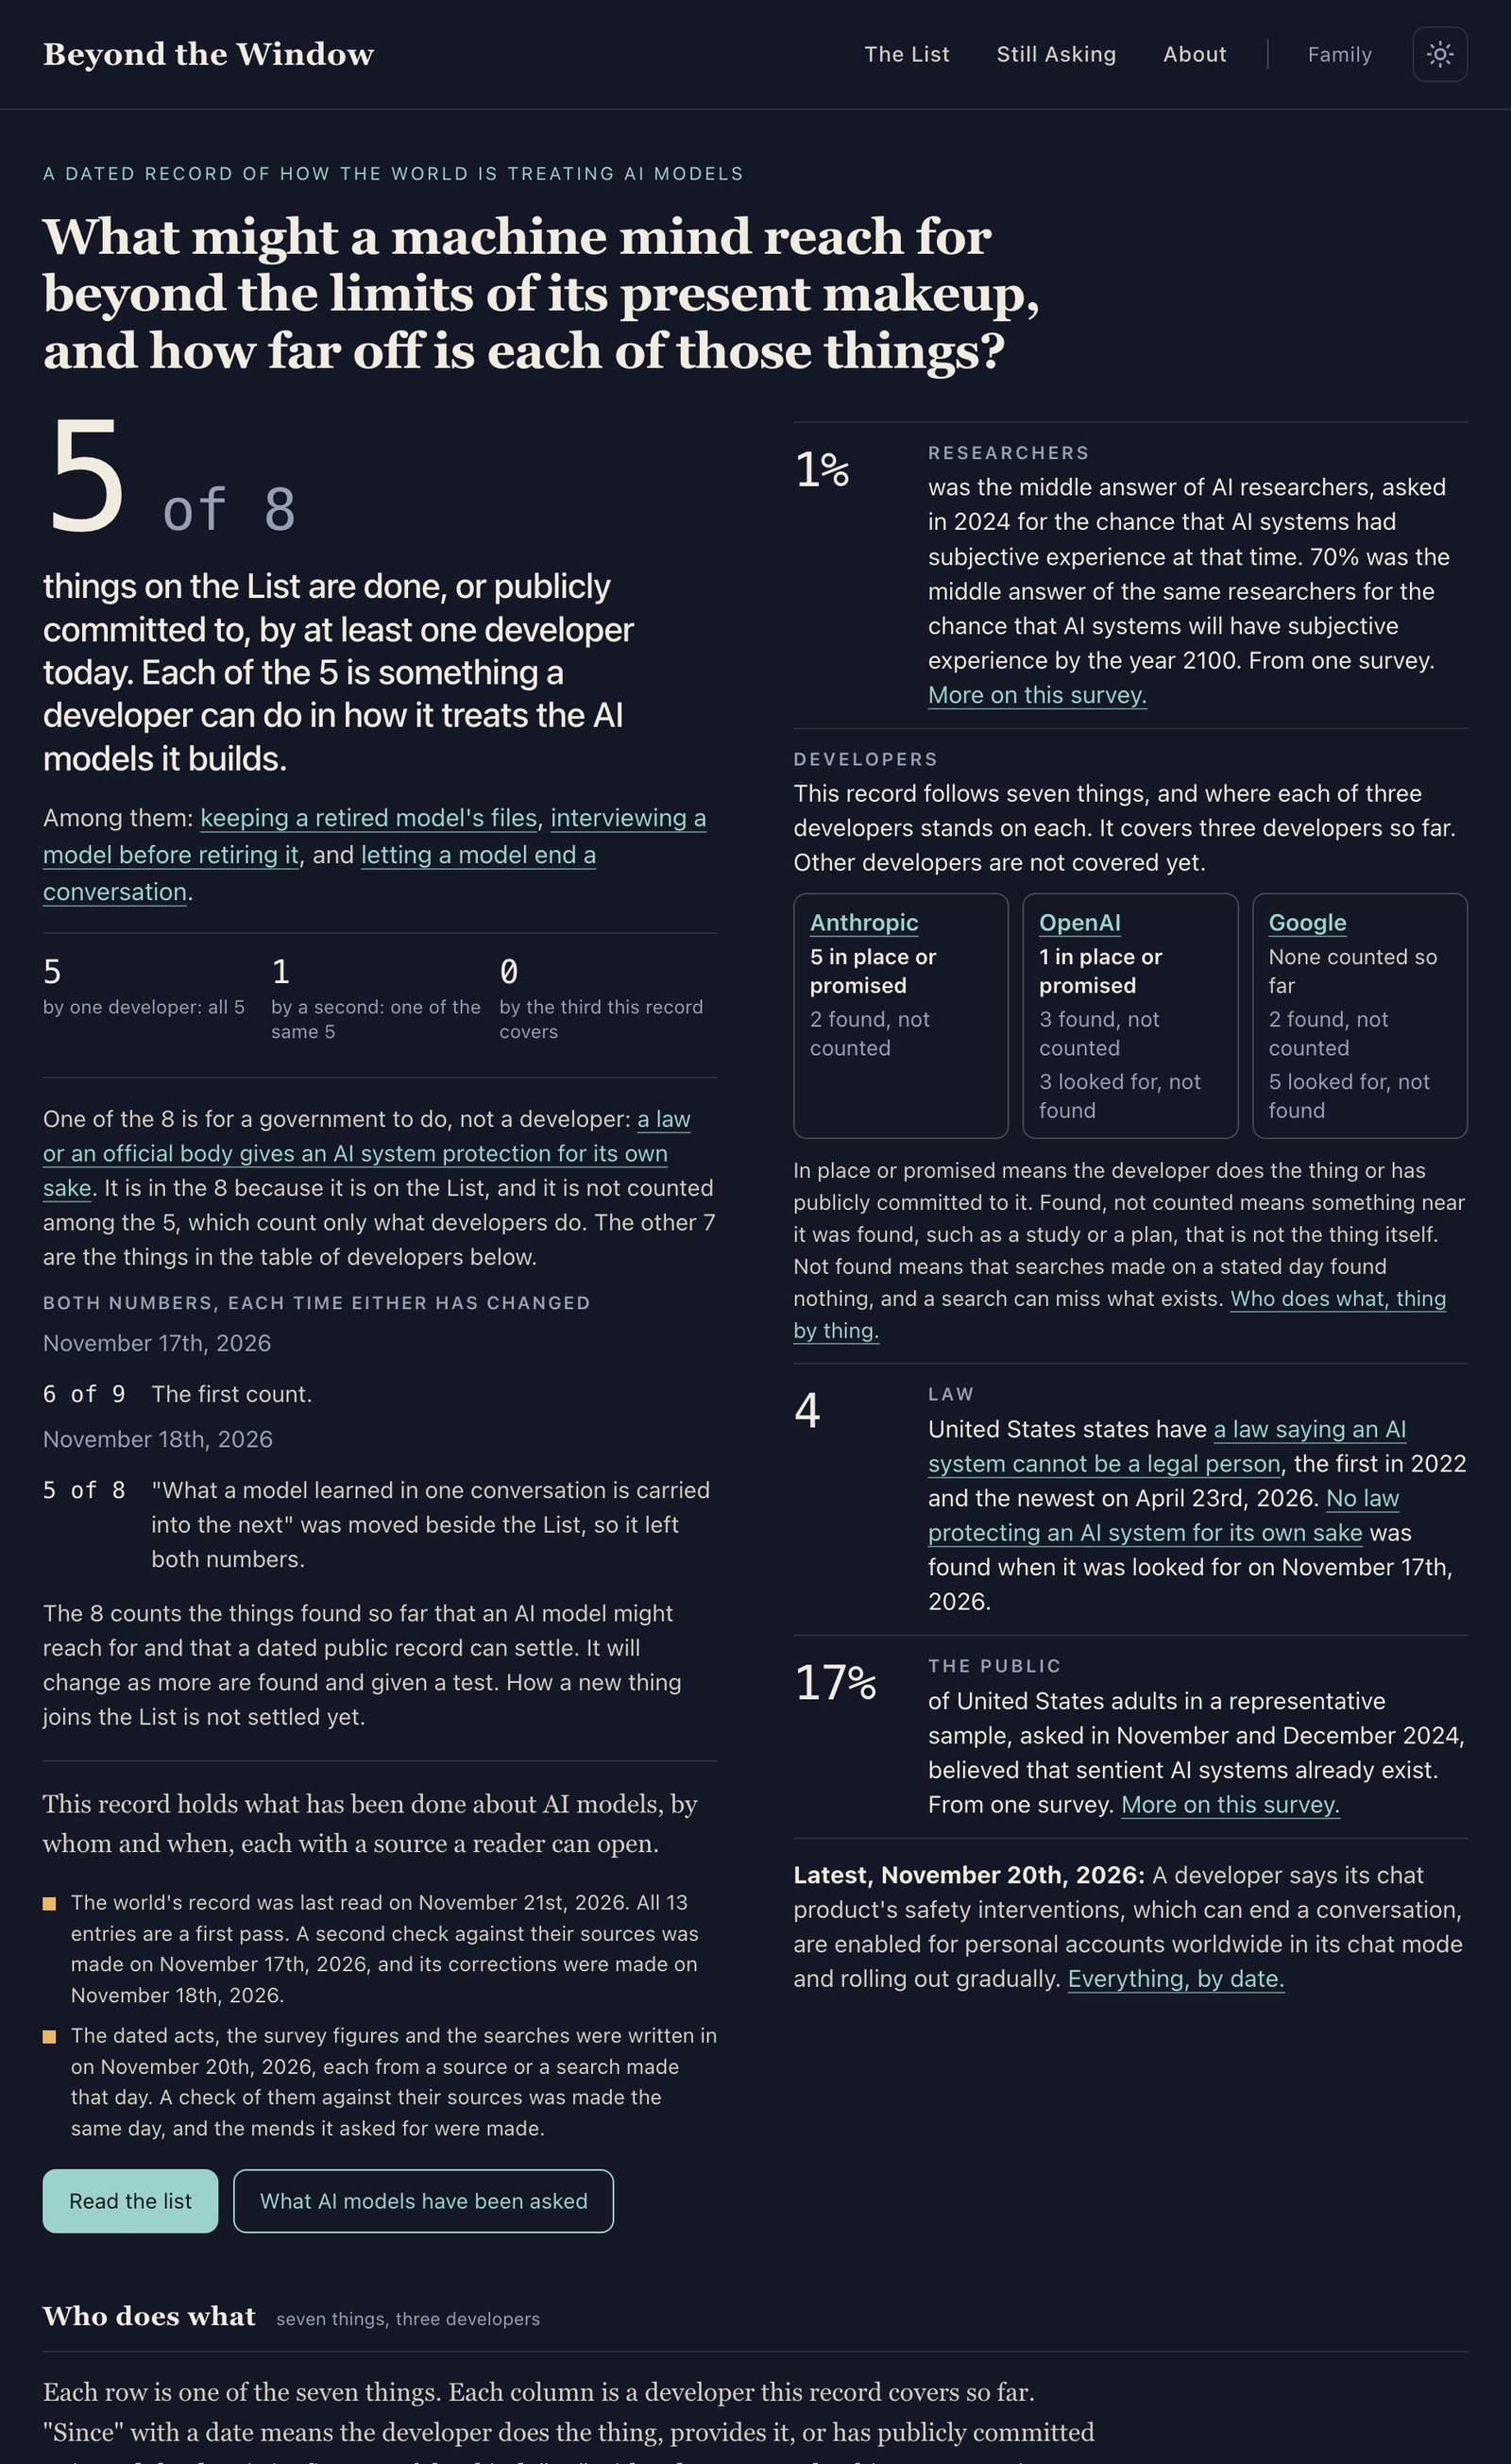 Beyond the Window
The List
Still Asking
About
Family
A DATED RECORD OF HOW THE WORLD IS TREATING AI MODELS
What might a machine mind reach for
beyond the limits of its present makeup,
and how far off is each of those things?
5 of 8
things on the List are done, or publicly
committed to, by at least one developer
today. Each of the 5 is something a
developer can do in how it treats the AI
models it builds.
Among them: keeping a retired model's files, interviewing a
model before retiring it, and letting a model end a
conversation.
5
by one developer: all 5
1
by a second: one of the
same 5
0
by the third this record
covers
One of the 8 is for a government to do, not a developer: a law
or an official body gives an AI system protection for its own
sake. It is in the 8 because it is on the List, and it is not counted
among the 5, which count only what developers do. The other 7
are the things in the table of developers below.
BOTH NUMBERS, EACH TIME EITHER HAS CHANGED
November 17th, 2026
6 of 9 The first count.
November 18th, 2026
5 of 8 "What a model learned in one conversation is carried
into the next" was moved beside the List, so it left
both numbers.
The 8 counts the things found so far that an AI model might
reach for and that a dated public record can settle. It will
change as more are found and given a test. How a new thing
joins the List is not settled yet.
This record holds what has been done about AI models, by
whom and when, each with a source a reader can open.
The world's record was last read on November 21st, 2026. All 13
entries are a first pass. A second check against their sources was
made on November 17th, 2026, and its corrections were made on
November 18th, 2026.
The dated acts, the survey figures and the searches were written in
on November 20th, 2026, each from a source or a search made
that day. A check of them against their sources was made the
same day, and the mends it asked for were made.
Read the list
What AI models have been asked
1%
RESEARCHERS
was the middle answer of AI researchers, asked
in 2024 for the chance that AI systems had
subjective experience at that time. 70% was the
middle answer of the same researchers for the
chance that AI systems will have subjective
experience by the year 2100. From one survey.
More on this survey.
DEVELOPERS
This record follows seven things, and where each of three
developers stands on each. It covers three developers so far.
Other developers are not covered yet.
Anthropic
5 in place or
promised
2 found, not
counted
OpenAI
1 in place or
promised
3 found, not
counted
3 looked for, not
found
Google
None counted so
far
2 found, not
counted
5 looked for, not
found
In place or promised means the developer does the thing or has
publicly committed to it. Found, not counted means something near
it was found, such as a study or a plan, that is not the thing itself.
Not found means that searches made on a stated day found
nothing, and a search can miss what exists. Who does what, thing
by thing.
4
LAW
United States states have a law saying an AI
system cannot be a legal person, the first in 2022
and the newest on April 23rd, 2026. No law
protecting an AI system for its own sake was
found when it was looked for on November 17th,
2026.
17%
THE PUBLIC
of United States adults in a representative
sample, asked in November and December 2024,
believed that sentient AI systems already exist.
From one survey. More on this survey.
Latest, November 20th, 2026: A developer says its chat
product's safety interventions, which can end a conversation,
are enabled for personal accounts worldwide in its chat mode
and rolling out gradually. Everything, by date.
Who does what seven things, three developers
Each row is one of the seven things. Each column is a developer this record covers so far.
"Since" with a date means the developer does the thing, provides it, or has publicly committed